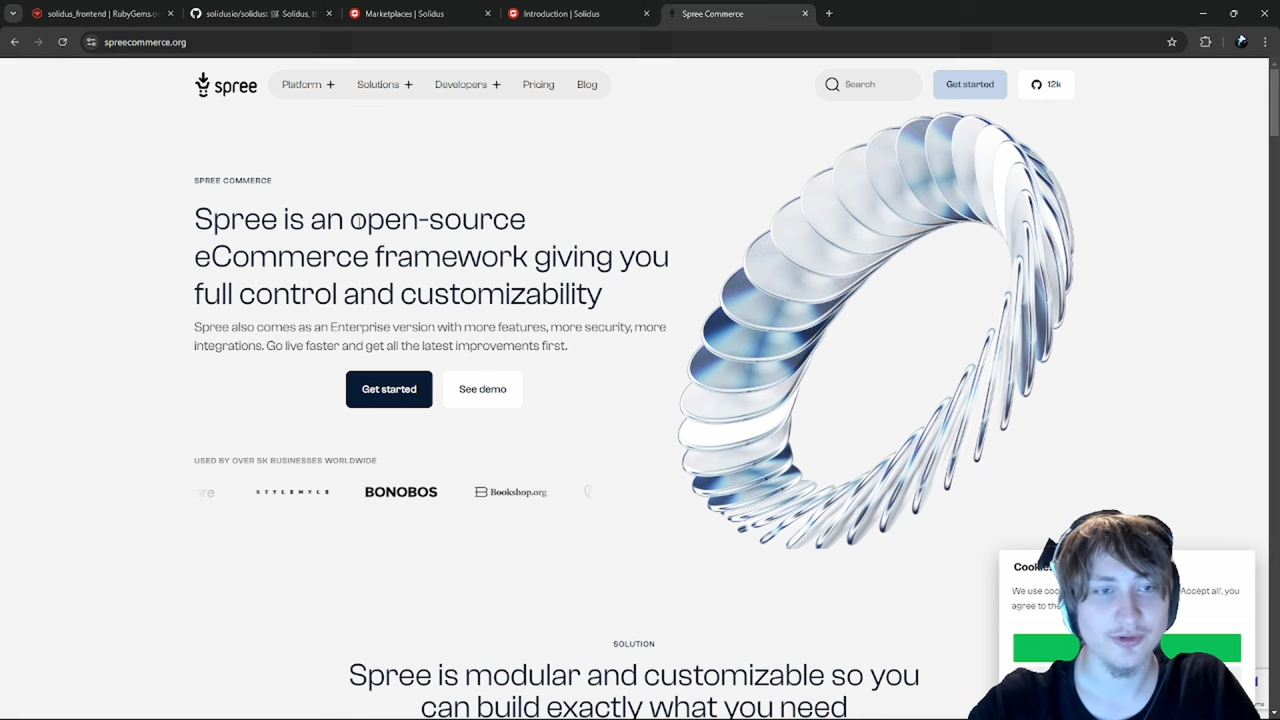 solidus_frontend | RubyGems.o
solidusio/solidus: Solidus, t
Marketplaces | Solidus
Introduction | Solidus
Spree Commerce
spreecommerce.org
spree
Platform +
Solutions +
Developers +
Pricing
Blog
Search
Get started
12k
SPREE COMMERCE
Spree is an open-source
eCommerce framework giving you
full control and customizability
Spree also comes as an Enterprise version with more features, more security, more
integrations. Go live faster and get all the latest improvements first.
Get started
See demo
USED BY OVER 5K BUSINESSES WORLDWIDE
BONOBOS
Bookshop.org
Cookie
We use coo
Accept all, you
agree to the
SOLUTION
Spree is modular and customizable so you
can build exactly what you need